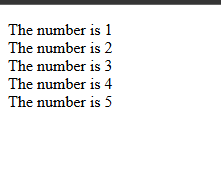 The number is 1
The number is 2
The number is 3
The number is 4
The number is 5